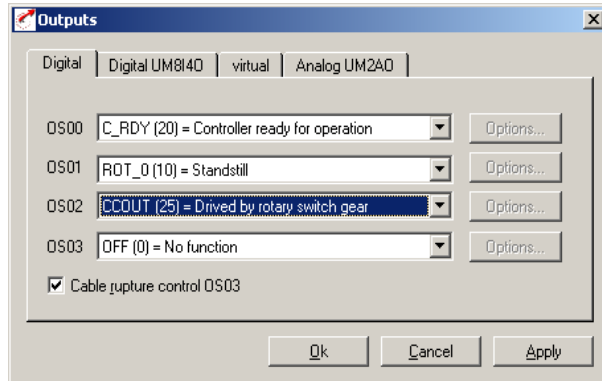 Outputs
Digital Digital UM8I4O virtual Analog UM2AO
OS00 C_RDY (20) = Controller ready for operation Options...
OS01 ROT_0 (10) = Standstill Options...
OS02 CCOUT (25) = Drived by rotary switch gear Options...
OS03 OFF (0) = No function Options...
Cable rupture control OS03
Ok Cancel Apply